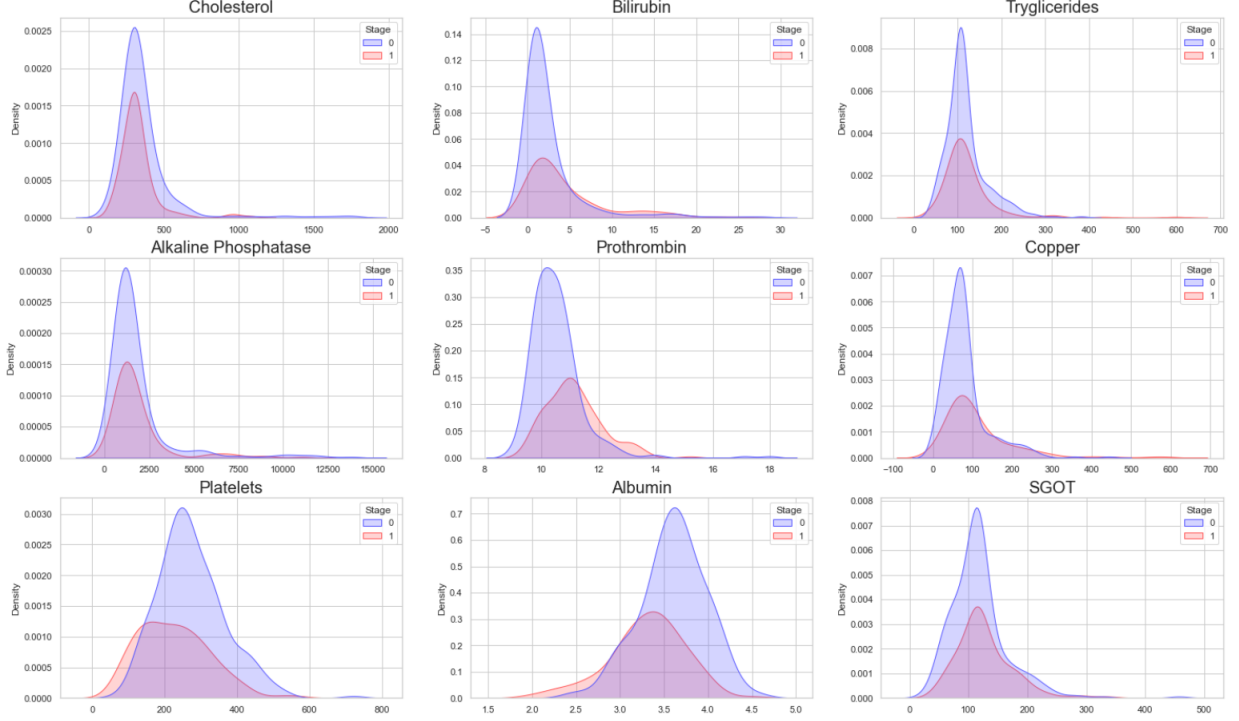 Cholesterol
0.0025
0.0020
0.0015
0.0010
0.0005
0.0000
Density
0 500 1000 1500 2000
Stage
0
1
Bilirubin
0.14
0.12
0.10
0.08
0.06
0.04
0.02
0.00
Density
−5 0 5 10 15 20 25 30
Stage
0
1
Tryglicerides
0.008
0.006
0.004
0.002
0.000
Density
0 100 200 300 400 500 600 700
Stage
0
1
Alkaline Phosphatase
0.00030
0.00025
0.00020
0.00015
0.00010
0.00005
0.00000
Density
0 2500 5000 7500 10000 12500 15000
Stage
0
1
Prothrombin
0.35
0.30
0.25
0.20
0.15
0.10
0.05
0.00
Density
8 10 12 14 16 18
Stage
0
1
Copper
0.007
0.006
0.005
0.004
0.003
0.002
0.001
0.000
Density
−100 0 100 200 300 400 500 600 700
Stage
0
1
Platelets
0.0030
0.0025
0.0020
0.0015
0.0010
0.0005
0.0000
Density
0 200 400 600 800
Stage
0
1
Albumin
0.7
0.6
0.5
0.4
0.3
0.2
0.1
0.0
Density
1.5 2.0 2.5 3.0 3.5 4.0 4.5 5.0
Stage
0
1
SGOT
0.008
0.007
0.006
0.005
0.004
0.003
0.002
0.001
0.000
Density
0 100 200 300 400 500
Stage
0
1